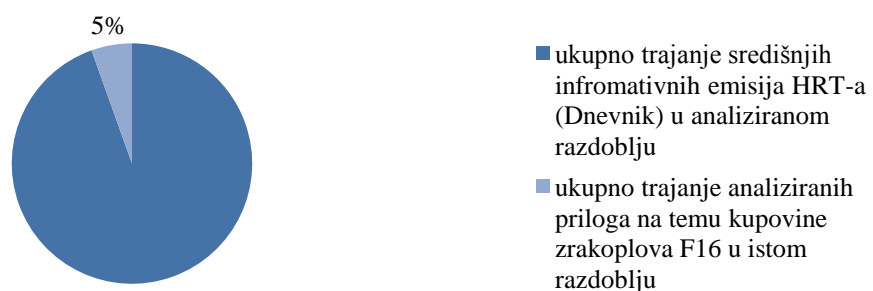 5%
ukupno trajanje središnjih
infromativnih emisija HRT-a
(Dnevnik) u analiziranom
razdoblju
ukupno trajanje analiziranih
priloga na temu kupovine
zrakoplova F16 u istom
razdoblju